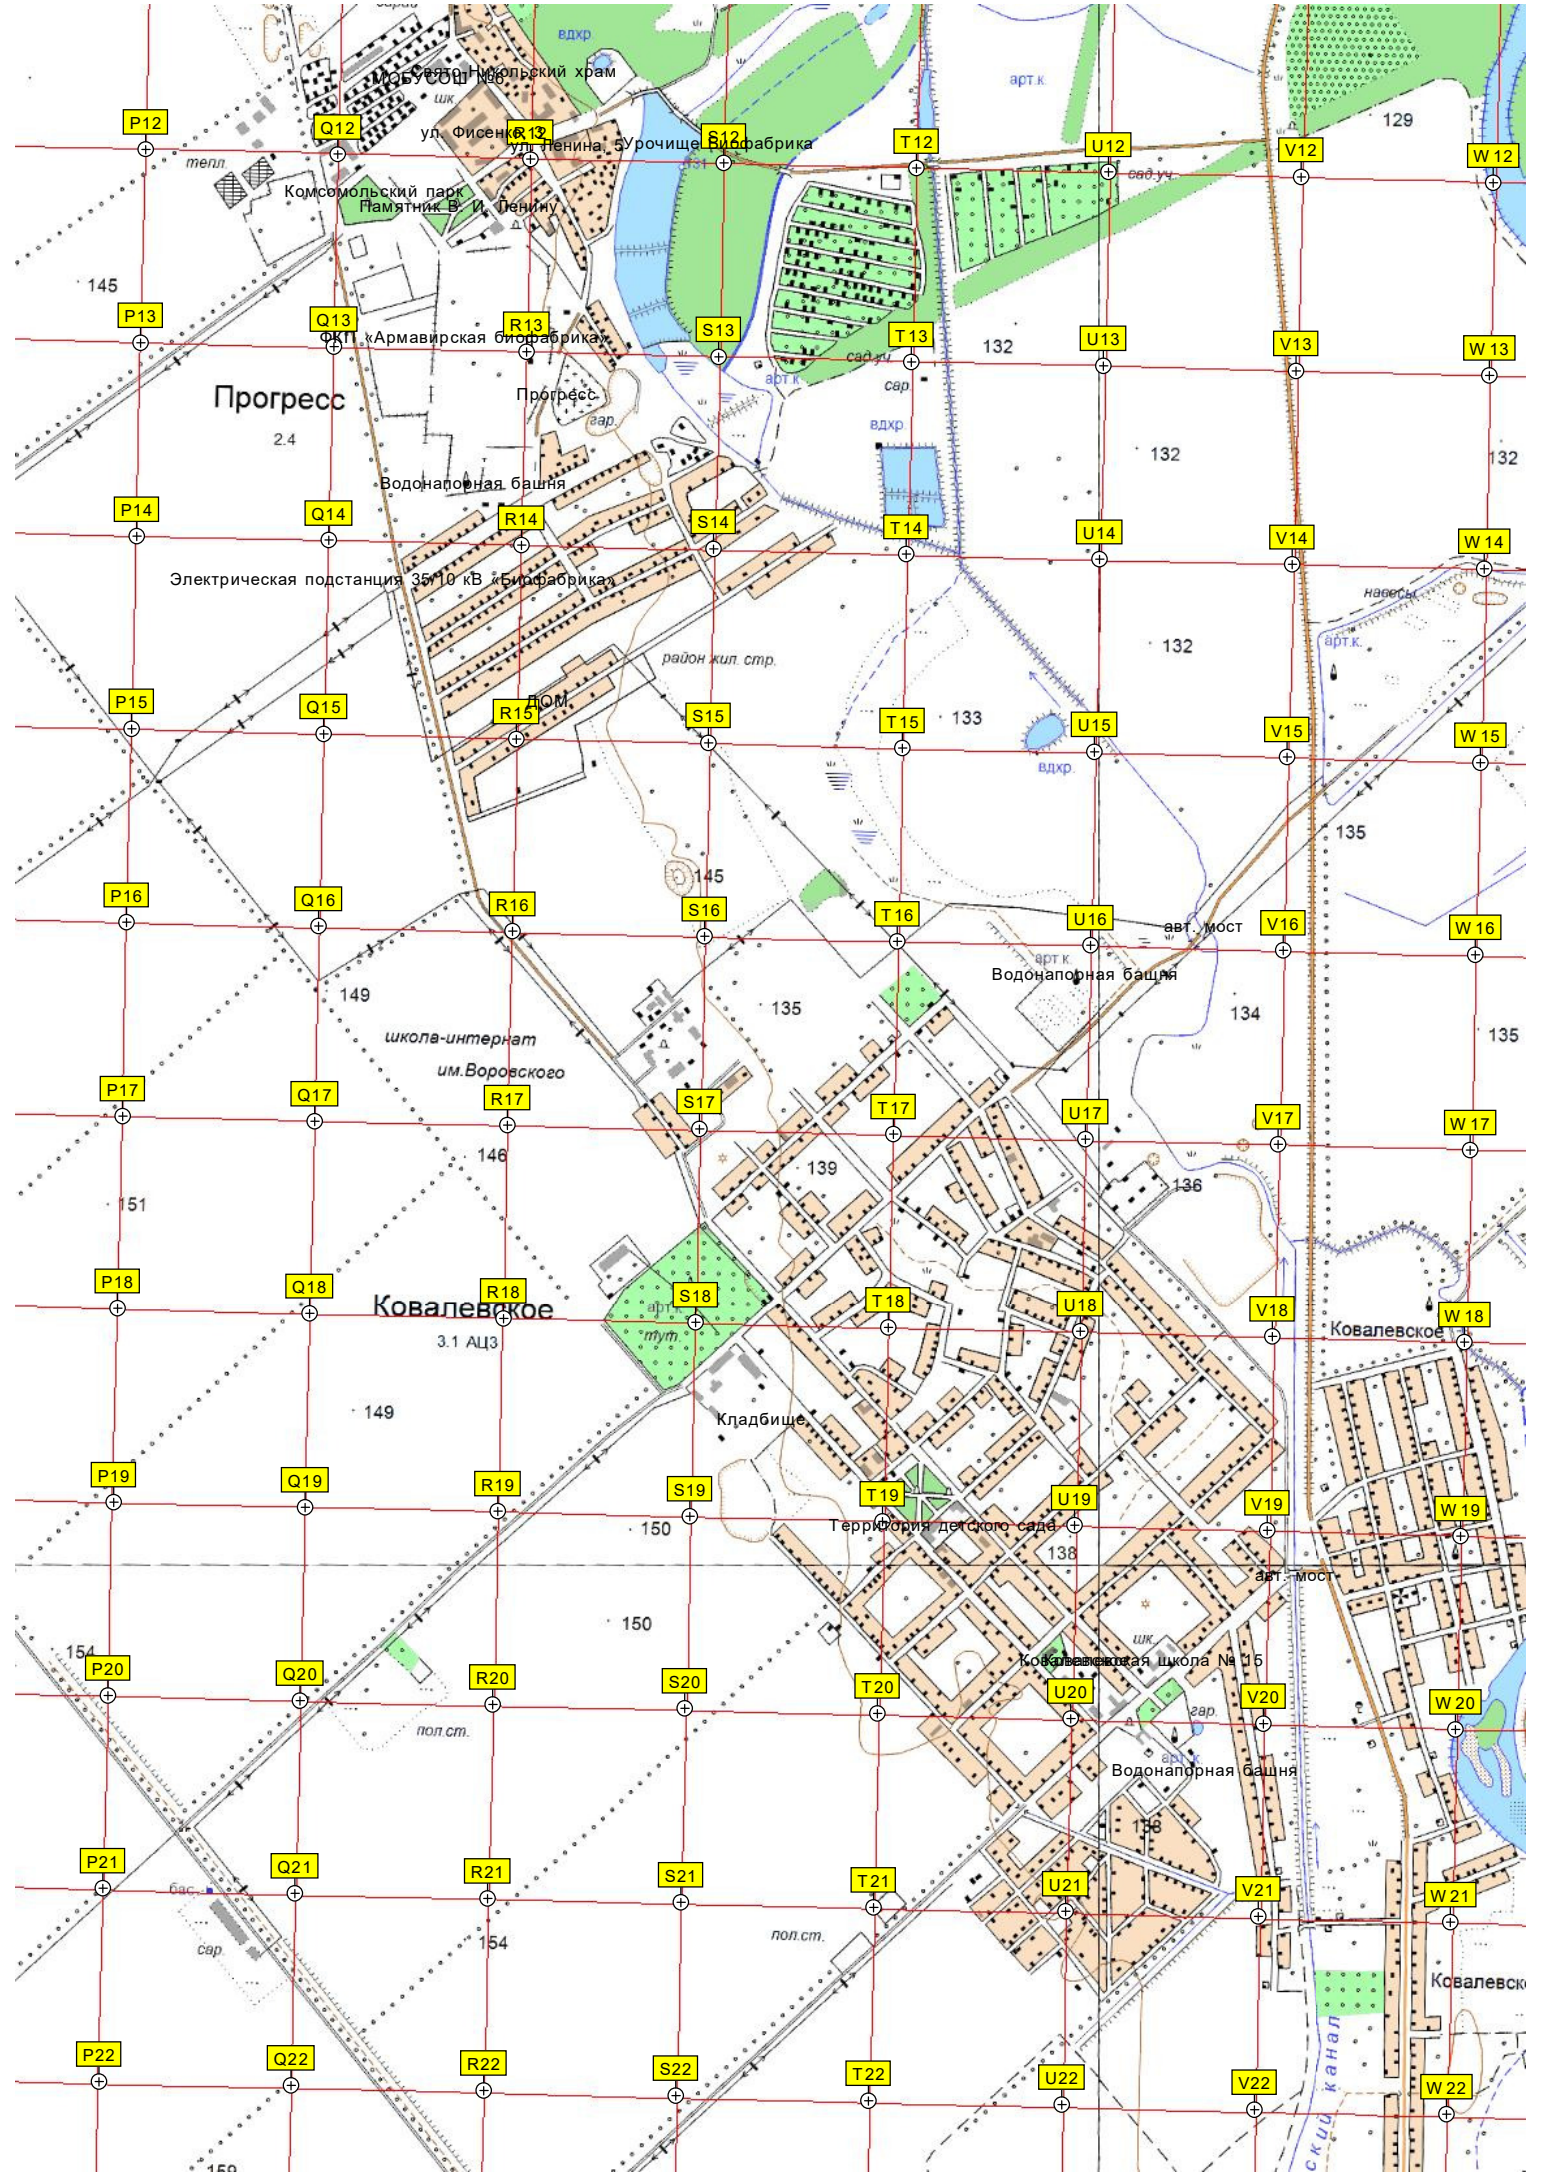 сараи
вдхр.
Свято-Никольский храм
МОБУСОШ №6
шк.
арт.к.
129
P12
Q12
ул. Фисенко, 3
R12
ул. Ленина, 5
Урочище Биофабрика
S12
T12
U12
V12
W12
тепл.
131
сад.уч.
Комсомольский парк
Памятник В. И. Ленину
145
P13
Q13
R13
S13
T13
U13
V13
W13
ФКП «Армавирская биофабрика»
сад.уч.
132
арт.к.
сар.
Прогресс
Прогресс
гар.
вдхр.
2.4
132
132
Водонапорная башня
P14
Q14
R14
S14
T14
U14
V14
W14
Электрическая подстанция 35/10 кВ «Биофабрика»
навесы
132
арт.к.
район жил. стр.
ДОМ
P15
Q15
R15
S15
T15
133
U15
V15
W15
вдхр.
135
145
P16
Q16
R16
S16
T16
U16
V16
W16
авт. мост
арт.к.
Водонапорная башня
149
135
134
135
школа-интернат
им.Воровского
P17
Q17
R17
S17
T17
U17
V17
W17
146
139
136
151
P18
Q18
R18
S18
T18
U18
V18
W18
Ковалевское
арт.к.
тут.
Ковалевское
3.1 АЦЗ
149
Кладбище
P19
Q19
R19
S19
T19
U19
V19
W19
150
Территория детского сада
138
авт. мост
150
154
шк.
Ковалевская школа № 15
P20
Q20
R20
S20
T20
U20
V20
W20
пол.ст.
гар.
арт.к.
Водонапорная башня
138
P21
Q21
R21
S21
T21
U21
V21
W21
бас.
сар.
154
пол.ст.
Ковалевск
P22
Q22
R22
S22
T22
U22
V22
W22
ский канал
159